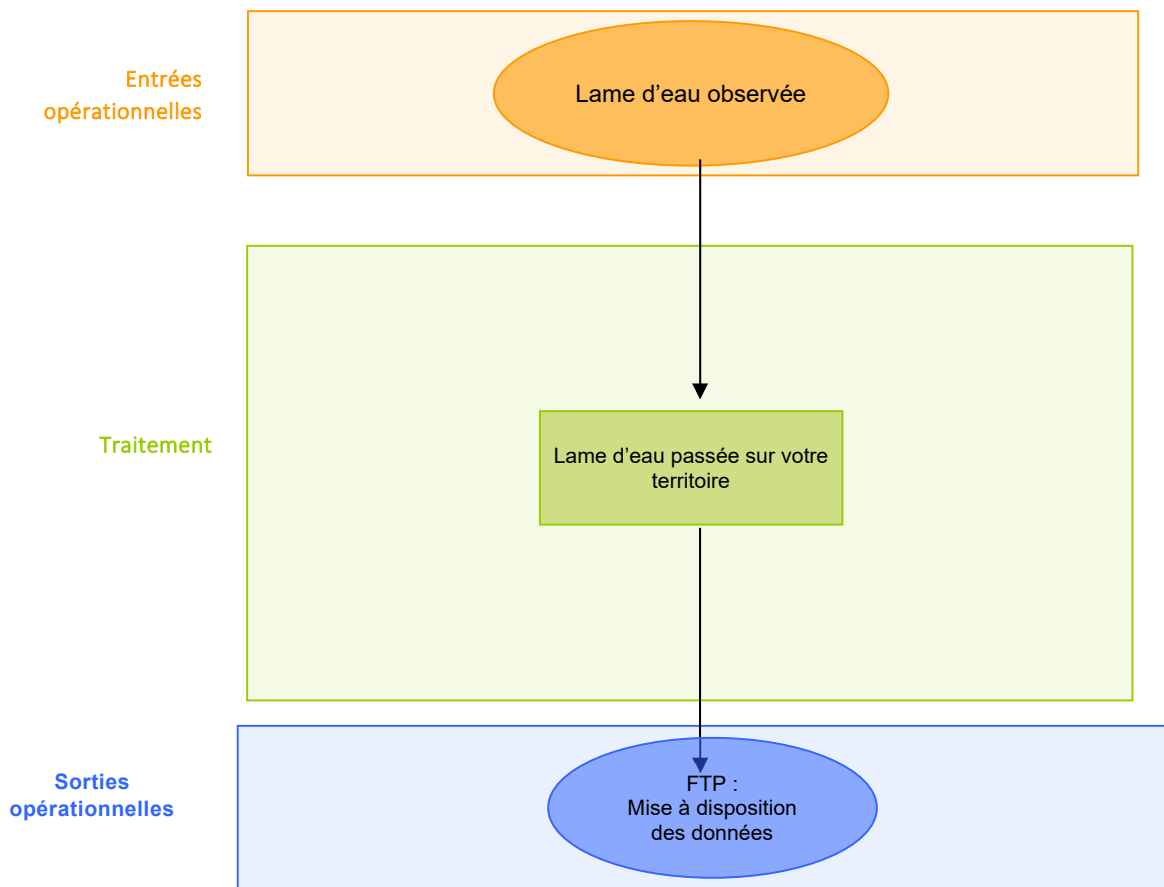 Entrées
opérationnelles
Lame d’eau observée
Traitement
Lame d’eau passée sur votre
territoire
Sorties
opérationnelles
FTP :
Mise à disposition
des données